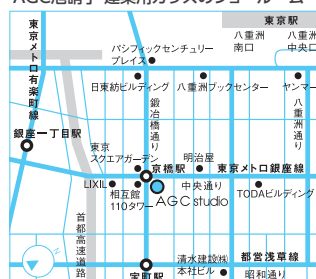 AGC旭硝子 建築用ガラスのショールーム
東京駅
東京メトロ有楽町線
八重洲
南口
八重洲
中央口
パシフィックセンチュリー
プレイス
日東紡ビルディング
八重洲ブックセンター
ヤンマー
鍛冶橋通り
八重洲通り
銀座一丁目駅
東京
スクエアガーデン
京橋駅
明治屋
東京メトロ銀座線
LIXIL
相互館
110タワー
中央通り
AGC studio
TODAビルディング
首都高速道路
清水建設㈱
本社ビル
都営浅草線
昭和通り
宝町駅